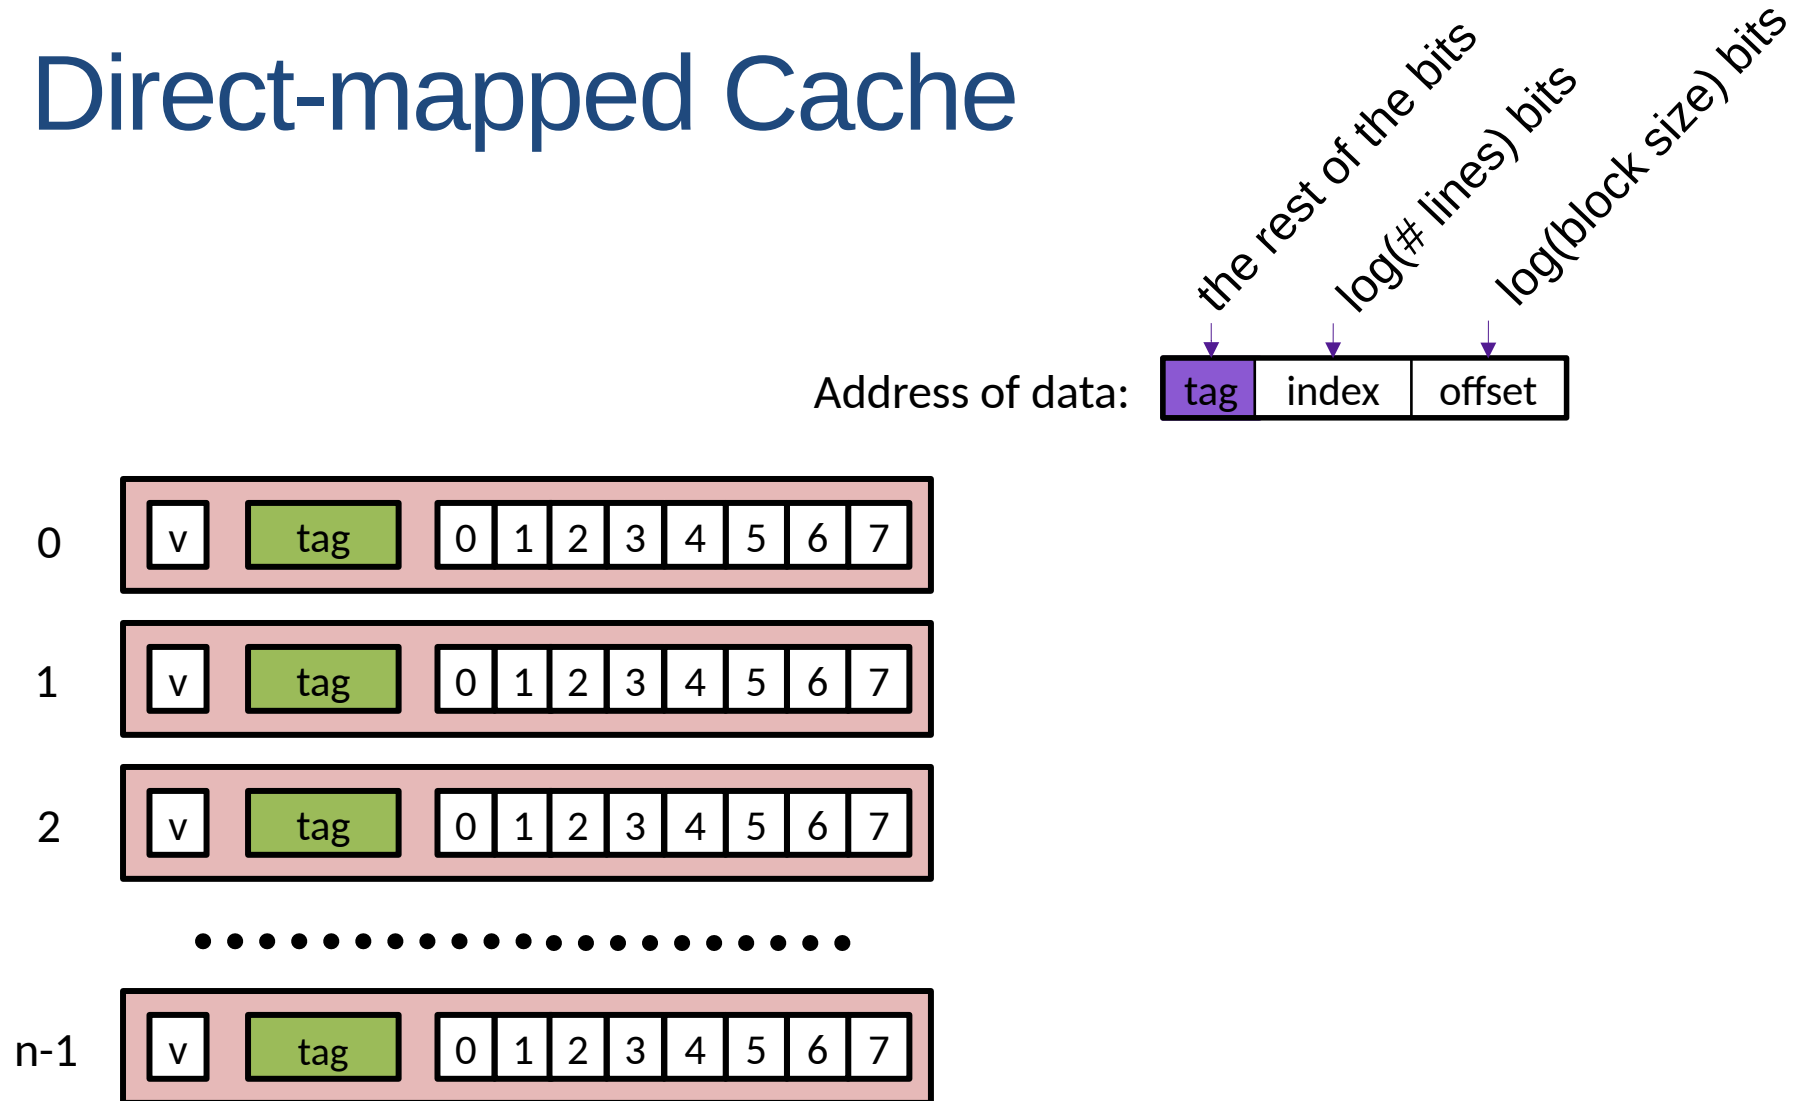 Direct-mapped Cache
the rest of the bits
log(# lines) bits
log(block size) bits
Address of data: tag index offset
0 v tag 0 1 2 3 4 5 6 7
1 v tag 0 1 2 3 4 5 6 7
2 v tag 0 1 2 3 4 5 6 7
n-1 v tag 0 1 2 3 4 5 6 7